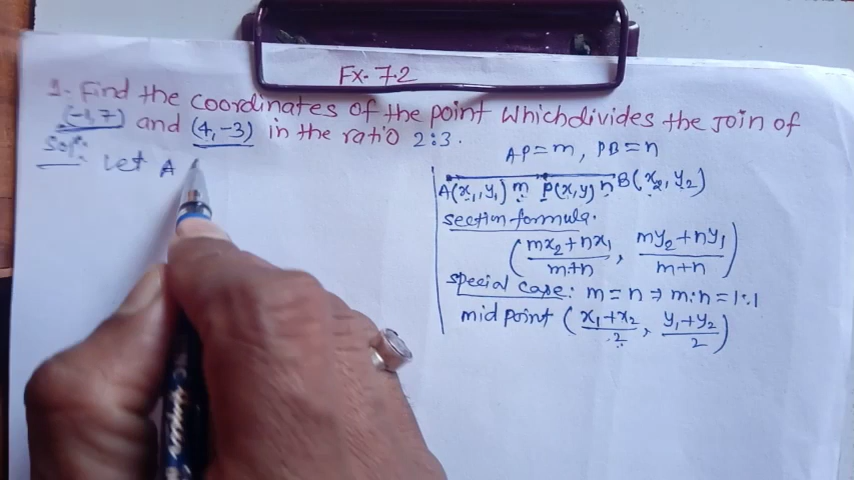 Ex. 7.2
1. Find the coordinates of the point which divides the Join of
(-1,7) and (4,-3) in the ratio 2:3.
Sol: Let A
AP=m, PB=n
A(x₁,y₁) m P(x,y) n B(x₂,y₂)
section formula.
(mx₂+nx₁/m+n, my₂+ny₁/m+n)
special case: m=n ⇒ m:n=1:1
mid point (x₁+x₂/2, y₁+y₂/2)